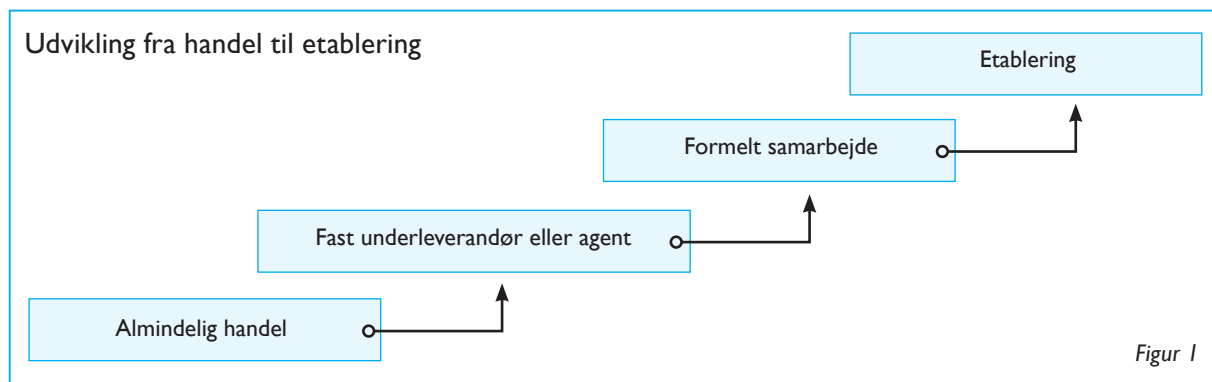 Udvikling fra handel til etablering
Etablering
Formelt samarbejde
Fast underleverandør eller agent
Almindelig handel
Figur 1